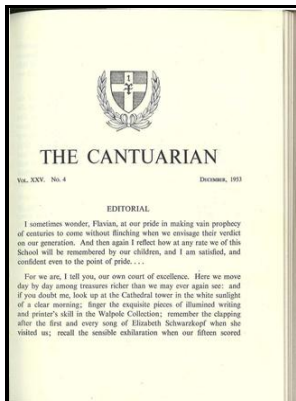 THE CANTUARIAN
VOL. XXV. No. 4
DECEMBER, 1953
EDITORIAL
I sometimes wonder, Flavian, at our pride in making vain prophecy
of centuries to come without flinching when we envisage their verdict
on our generation. And then again I reflect how at any rate we of this
School will be remembered by our children, and I am satisfied, and
confident even to the point of pride. . . .
For we are, I tell you, our own court of excellence. Here we move
day by day among treasures richer than we may ever again see: and
if you doubt me, look up at the Cathedral tower in the white sunlight
of a clear morning; finger the exquisite pieces of illumined writing
and printer's skill in the Walpole Collection; remember the clapping
after the first and every song of Elizabeth Schwarzkopf when she
visited us; recall the sensible exhilaration when our fifteen scored